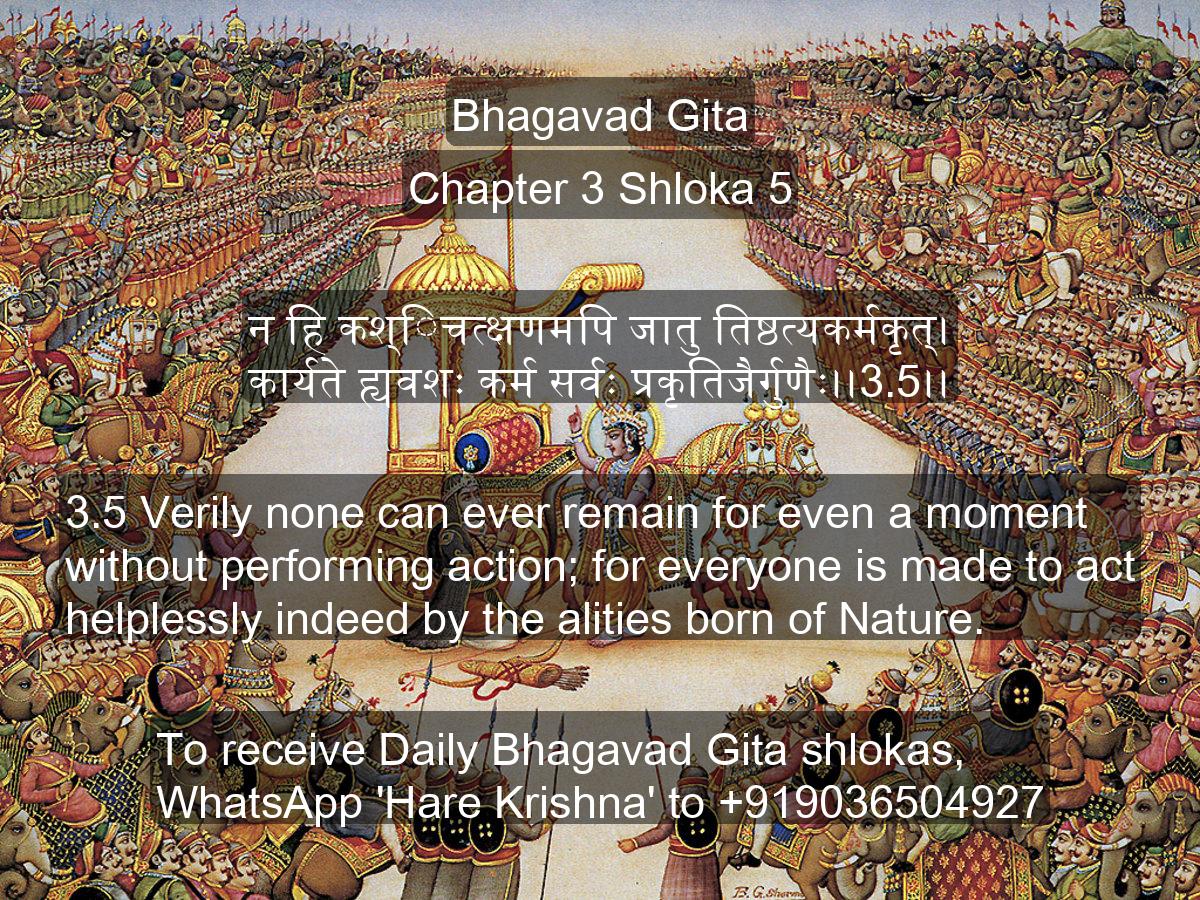 Bhagavad Gita
Chapter 3 Shloka 5
न हि कश्िचत्क्षणमपि जातु तिष्ठत्यकर्मकृत्।
कार्यते ह्यवशः कर्म सर्वः प्रकृतिजैर्गुणैः।।3.5।।
3.5 Verily none can ever remain for even a moment
without performing action; for everyone is made to act
helplessly indeed by the alities born of Nature.
To receive Daily Bhagavad Gita shlokas,
WhatsApp 'Hare Krishna' to +919036504927
B.G. Sharma